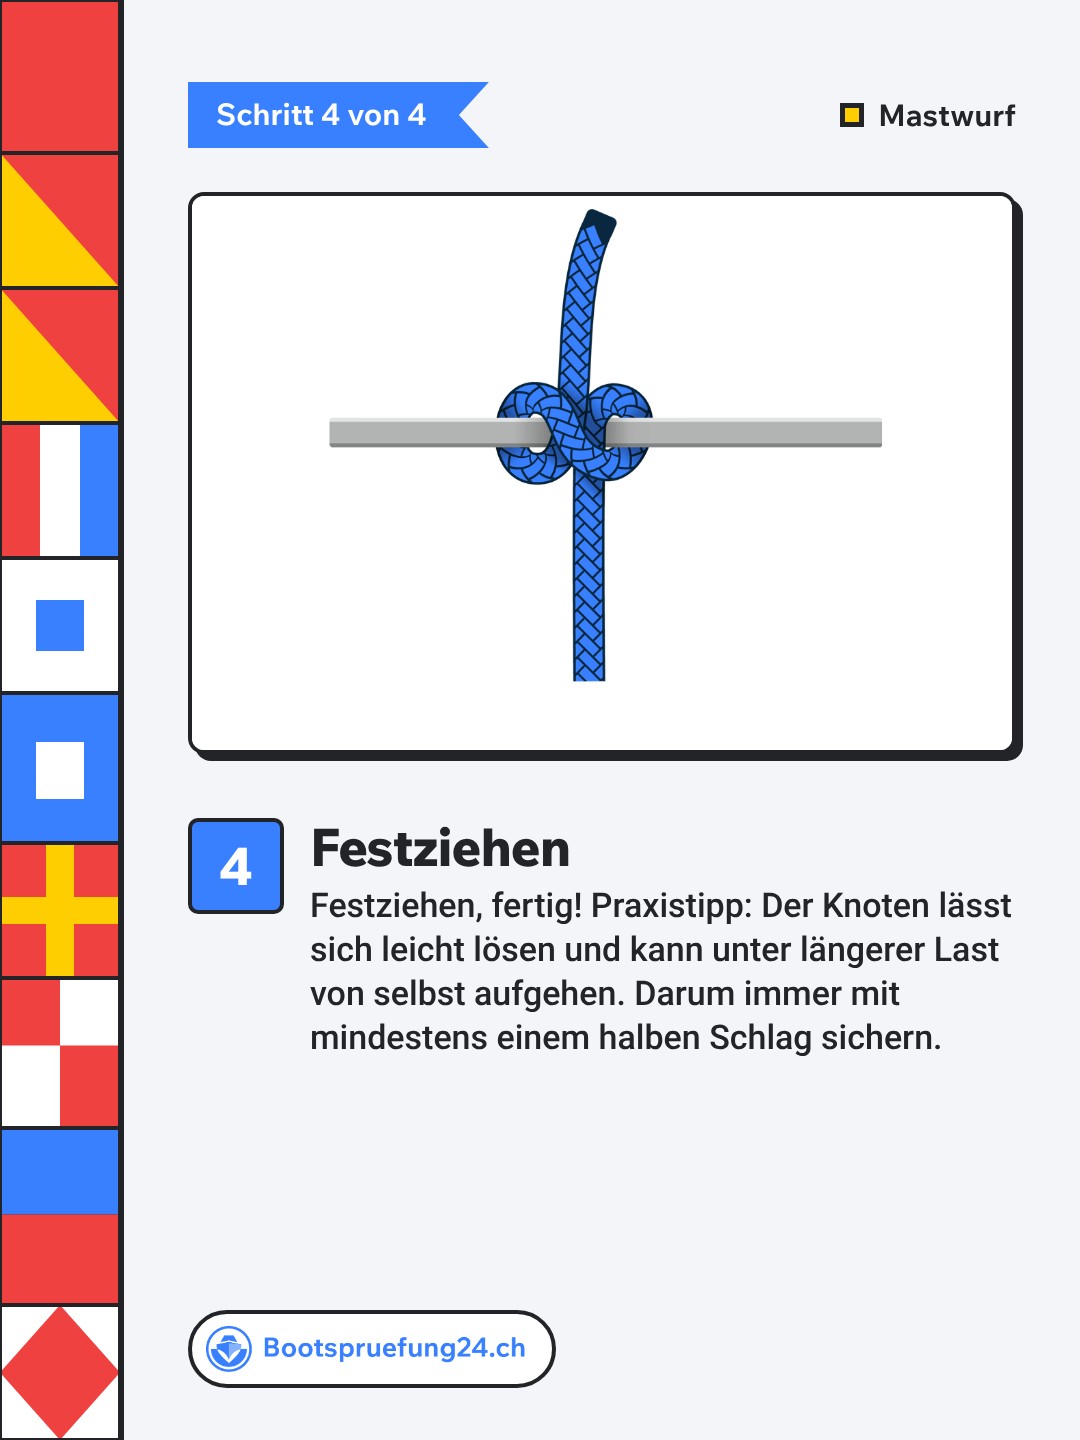 Schritt 4 von 4
Mastwurf
4
Festziehen
Festziehen, fertig! Praxistipp: Der Knoten lässt
sich leicht lösen und kann unter längerer Last
von selbst aufgehen. Darum immer mit
mindestens einem halben Schlag sichern.
Bootspruefung24.ch